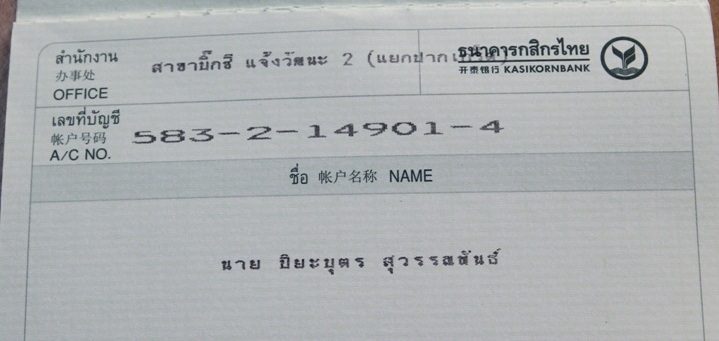 สำนักงาน
办事处
OFFICE
สาขาบิ๊กซี แจ้งวัฒนะ 2 (แยกปากเกร็ด)
ธนาคารกสิกรไทย
开泰银行 KASIKORNBANK
เลขที่บัญชี
帐户号码
A/C NO.
583-2-14901-4
ชื่อ 帐户名称 NAME
นาย ปิยะบุตร สุวรรณพันธ์